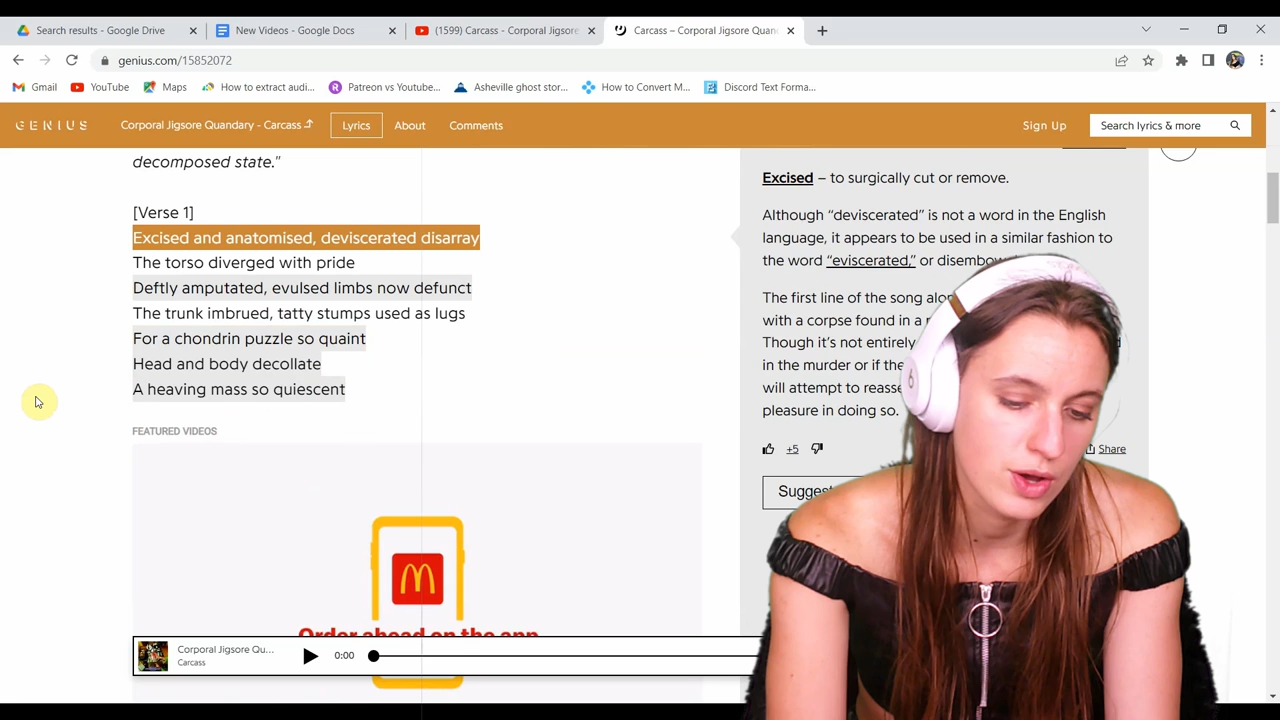 Search results - Google Drive
New Videos - Google Docs
(1599) Carcass - Corporal Jigsore
Carcass – Corporal Jigsore Quan
genius.com/15852072
Gmail
YouTube
Maps
How to extract audi...
Patreon vs Youtube...
Asheville ghost stor...
How to Convert M...
Discord Text Forma...
GENIUS
Corporal Jigsore Quandary - Carcass
Lyrics
About
Comments
Sign Up
Search lyrics & more
decomposed state."
[Verse 1]
Excised and anatomised, deviscerated disarray
The torso diverged with pride
Deftly amputated, evulsed limbs now defunct
The trunk imbrued, tatty stumps used as lugs
For a chondrin puzzle so quaint
Head and body decollate
A heaving mass so quiescent
FEATURED VIDEOS
Order ahead on the app
Corporal Jigsore Qu...
Carcass
0:00
Excised – to surgically cut or remove.
Although “deviscerated” is not a word in the English
language, it appears to be used in a similar fashion to
the word “eviscerated,” or
The first line of the song
with a corpse found in a
Though it's not entirely
in the murder or if the
will attempt to
pleasure in doing so.
+5
Share